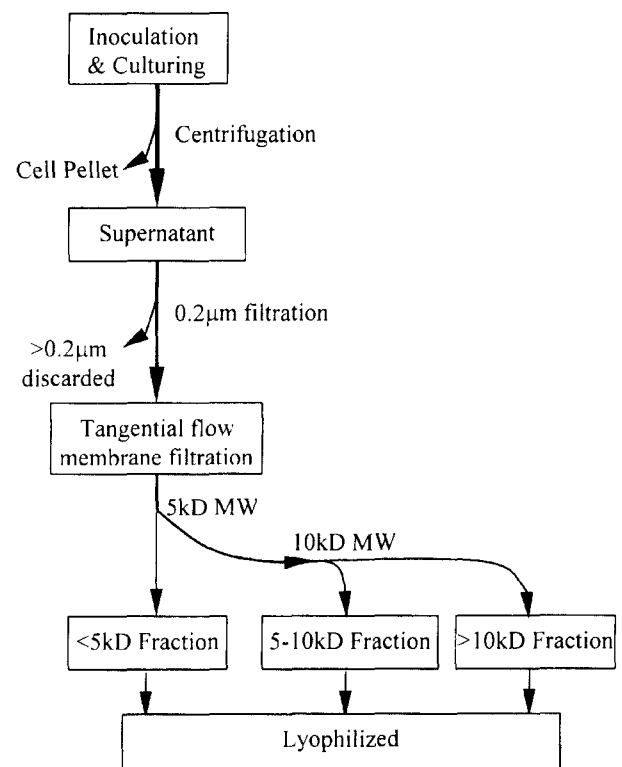 Inoculation
& Culturing
Centrifugation
Cell Pellet
Supernatant
0.2μm filtration
>0.2μm
discarded
Tangential flow
membrane filtration
5kD MW
10kD MW
<5kD Fraction
5-10kD Fraction
>10kD Fraction
Lyophilized